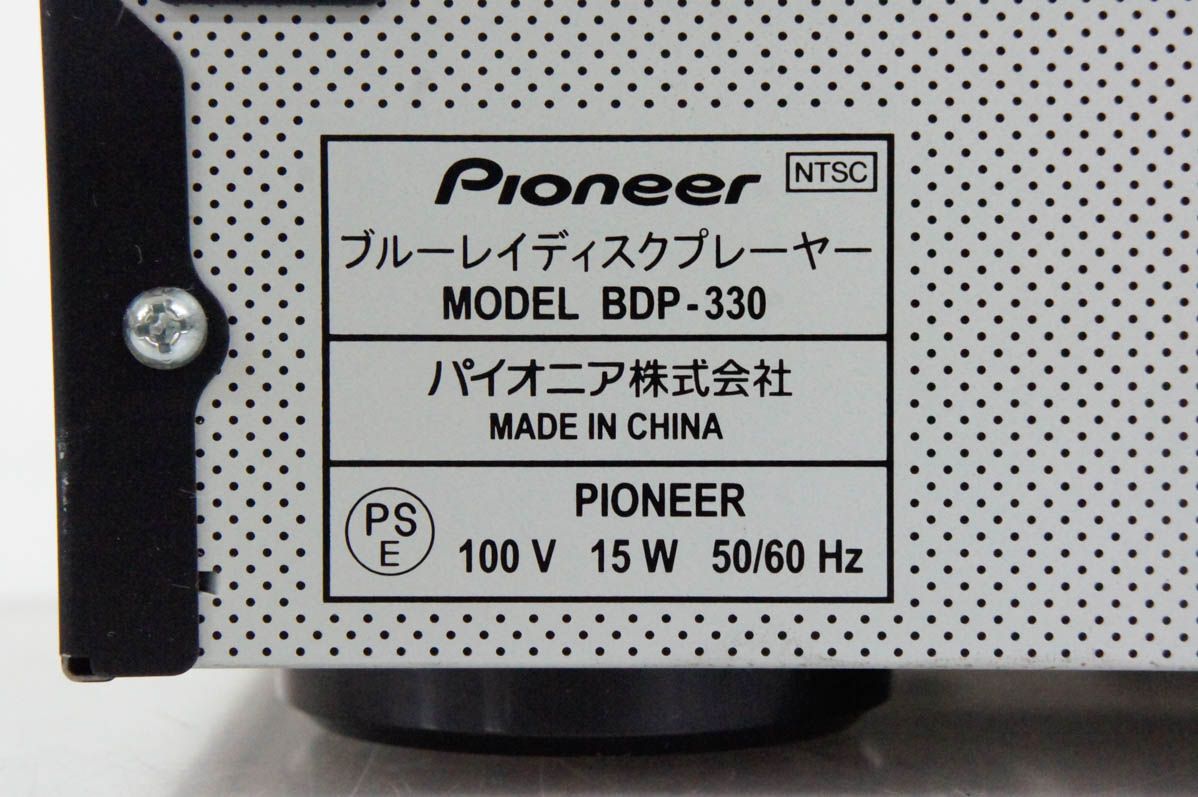 Pioneer NTSC
ブルーレイディスクプレーヤー
MODEL BDP-330
パイオニア株式会社
MADE IN CHINA
PS
E
PIONEER
100 V 15 W 50/60 Hz